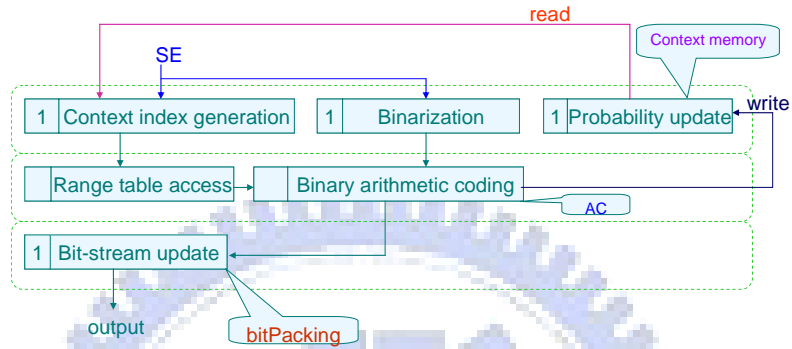 read
Context memory
SE
1 Context index generation
1 Binarization
1 Probability update
write
Range table access
Binary arithmetic coding
AC
1 Bit-stream update
output
bitPacking